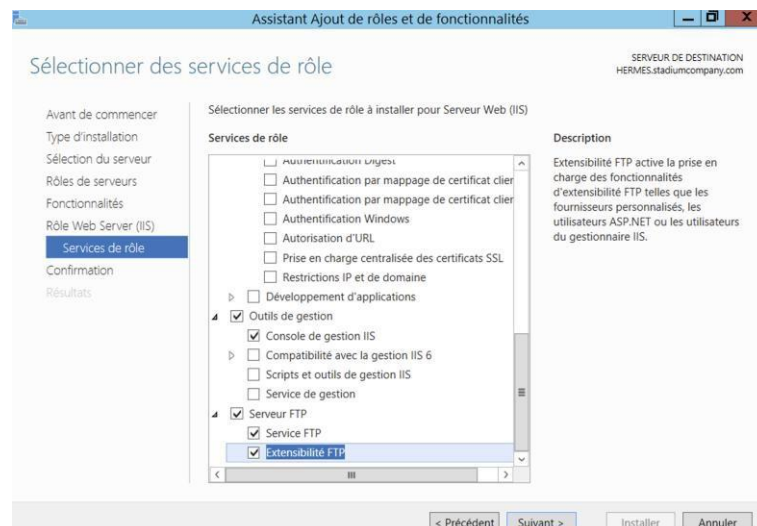 Assistant Ajout de rôles et de fonctionnalités
Sélectionner des services de rôle
SERVEUR DE DESTINATION
HERMES.stadiumcompany.com
Avant de commencer
Type d'installation
Sélection du serveur
Rôles de serveurs
Fonctionnalités
Rôle Web Server (IIS)
Services de rôle
Confirmation
Résultats
Sélectionner les services de rôle à installer pour Serveur Web (IIS)
Services de rôle
Authentification Digest
Authentification par mappage de certificat clier
Authentification par mappage de certificat clier
Authentification Windows
Autorisation d'URL
Prise en charge centralisée des certificats SSL
Restrictions IP et de domaine
Développement d'applications
Outils de gestion
Console de gestion IIS
Compatibilité avec la gestion IIS 6
Scripts et outils de gestion IIS
Service de gestion
Serveur FTP
Service FTP
Extensibilité FTP
Description
Extensibilité FTP active la prise en
charge des fonctionnalités
d'extensibilité FTP telles que les
fournisseurs personnalisés, les
utilisateurs ASP.NET ou les utilisateurs
du gestionnaire IIS.
< Précédent
Suivant >
Installer
Annuler